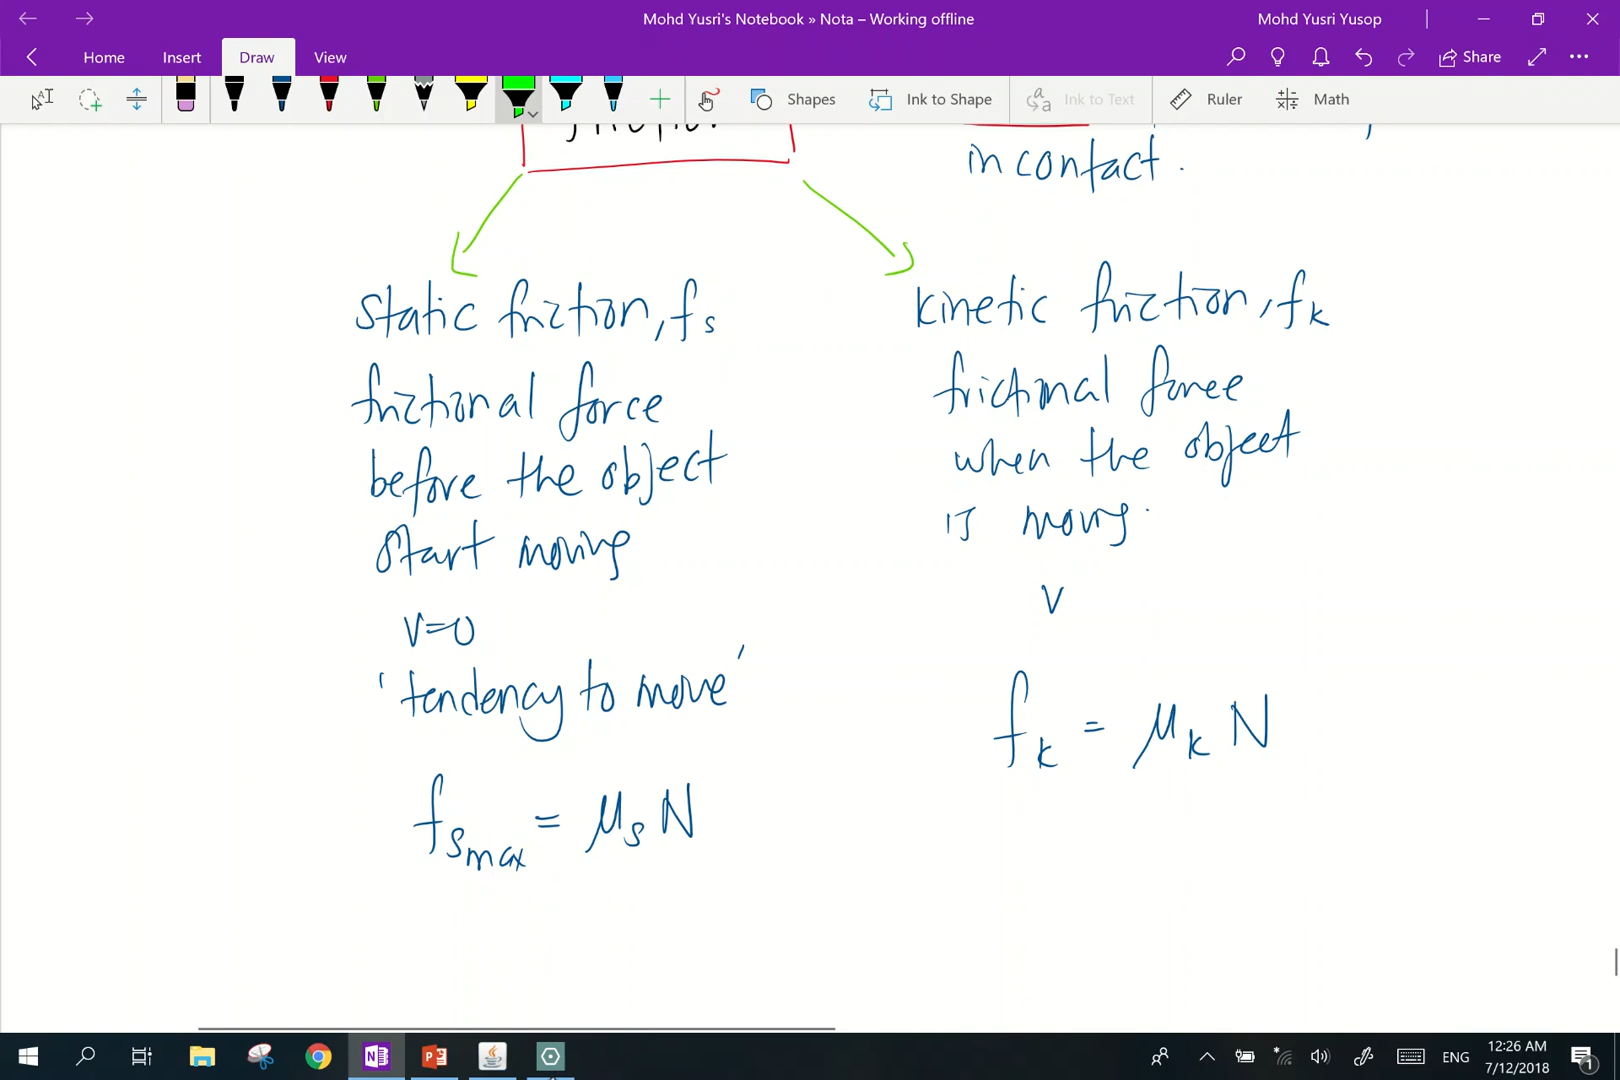 Mohd Yusri's Notebook » Nota – Working offline
Mohd Yusri Yusop
Home Insert Draw View
Share
Shapes Ink to Shape Ink to Text Ruler Math
friction
in contact.
Static friction, fs
frictional force
before the object
start moving
v=0
'tendency to move'
fsmax = μs N
kinetic friction, fk
frictional force
when the object
is moving.
v
fk = μk N
ENG
12:26 AM
7/12/2018
1